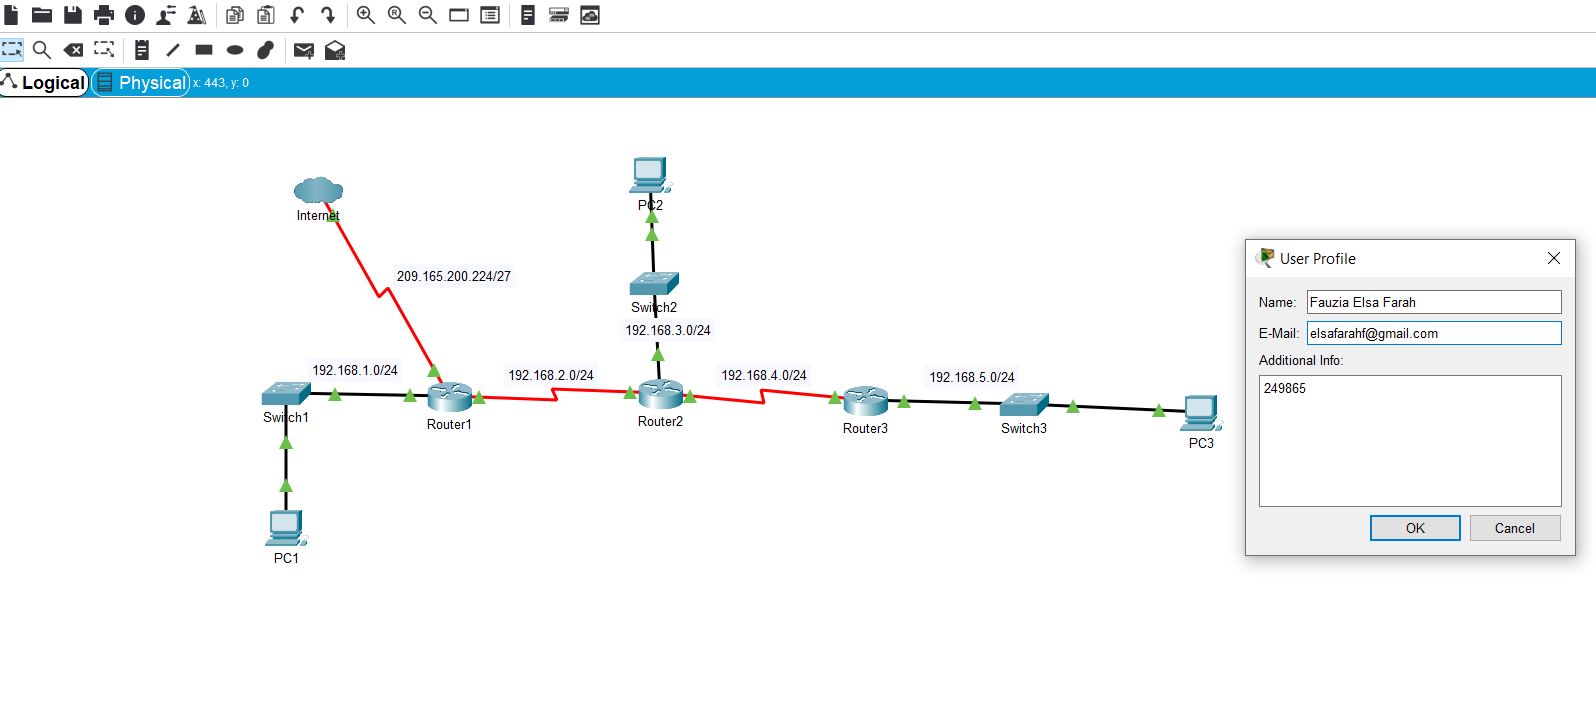 Logical Physical x: 443, y: 0
Internet
PC2
209.165.200.224/27
Switch2
192.168.3.0/24
192.168.1.0/24
192.168.2.0/24
192.168.4.0/24
192.168.5.0/24
Switch1
Router1
Router2
Router3
Switch3
PC3
PC1
User Profile
Name: Fauzia Elsa Farah
E-Mail: elsafarahf@gmail.com
Additional Info:
249865
OK Cancel